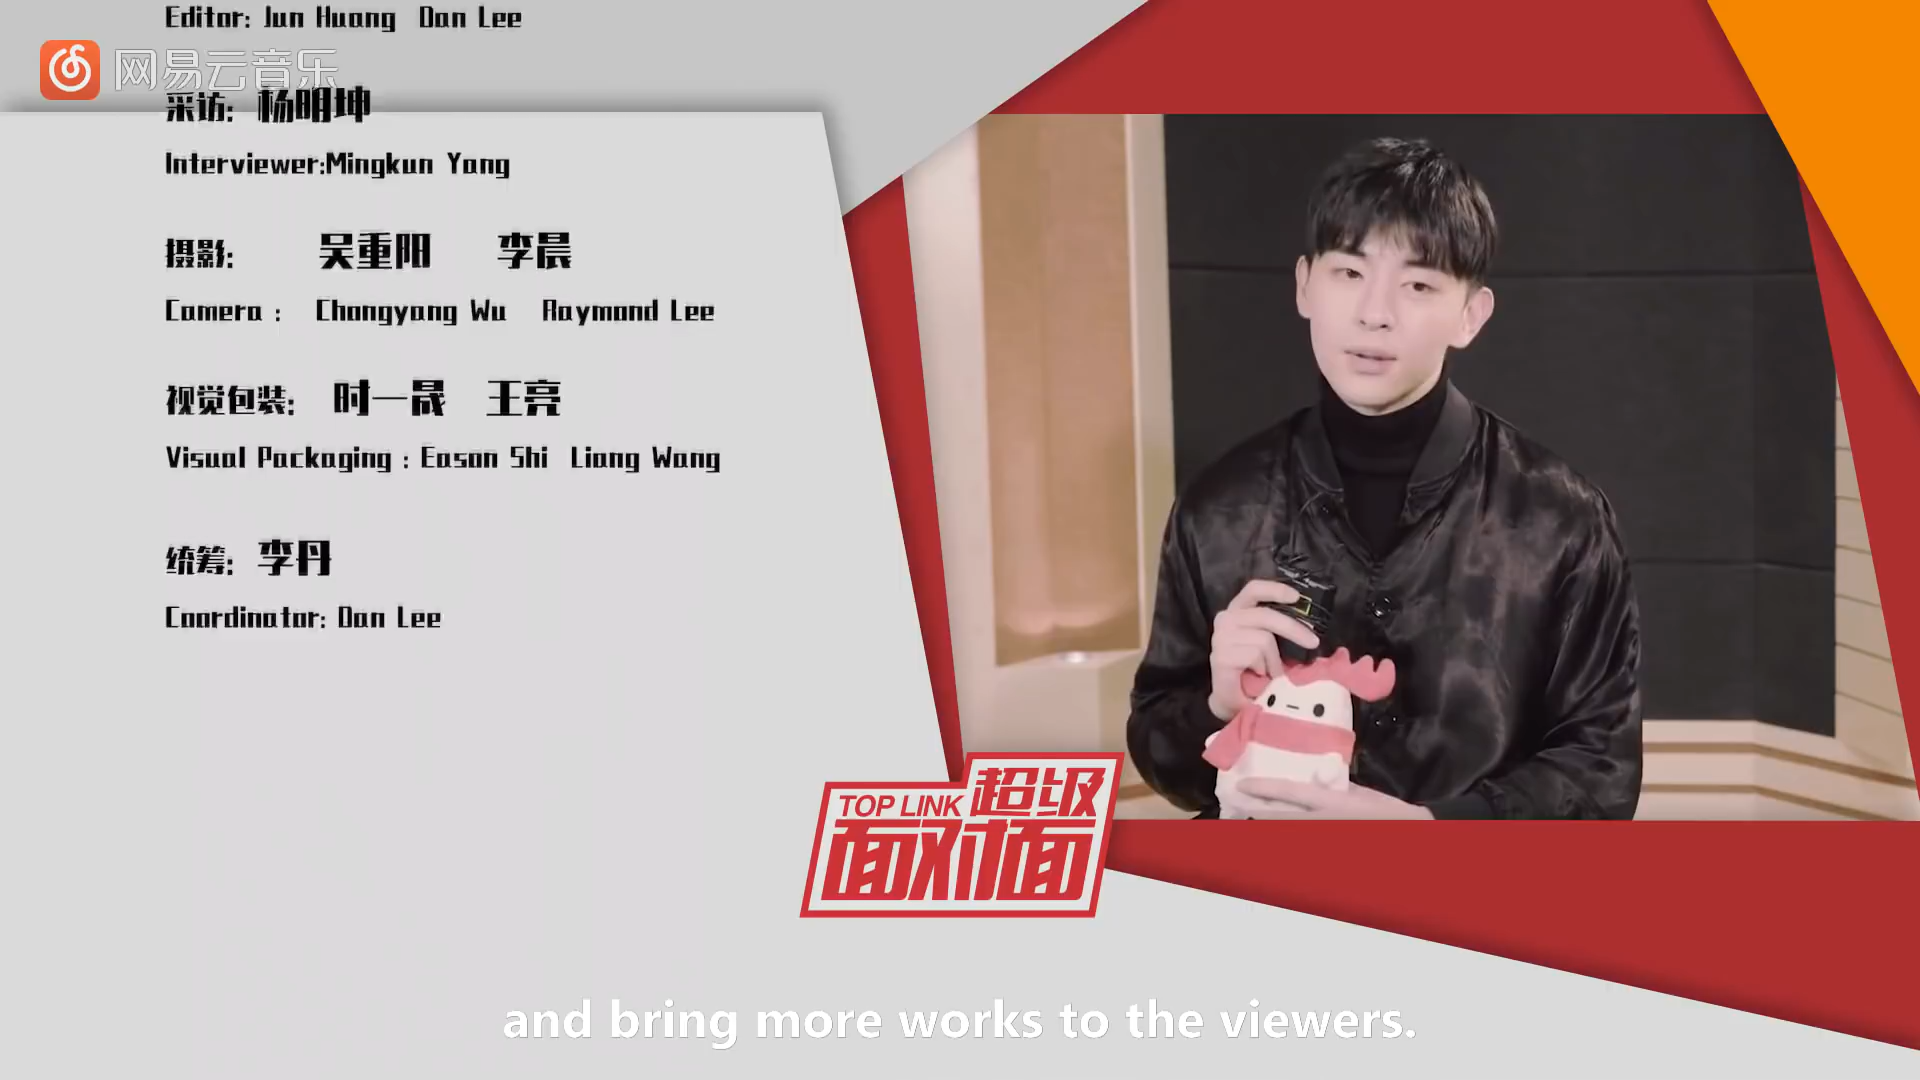 Editor: Jun Huang Dan Lee
网易云音乐
采访: 杨明坤
Interviewer:Mingkun Yang
摄影: 吴重阳 李晨
Camera : Chongyang Wu Raymond Lee
视觉包装: 时一晟 王亮
Visual Packaging : Eason Shi Liang Wang
统筹: 李丹
Coordinator: Dan Lee
TOP LINK 超级
面对面
and bring more works to the viewers.